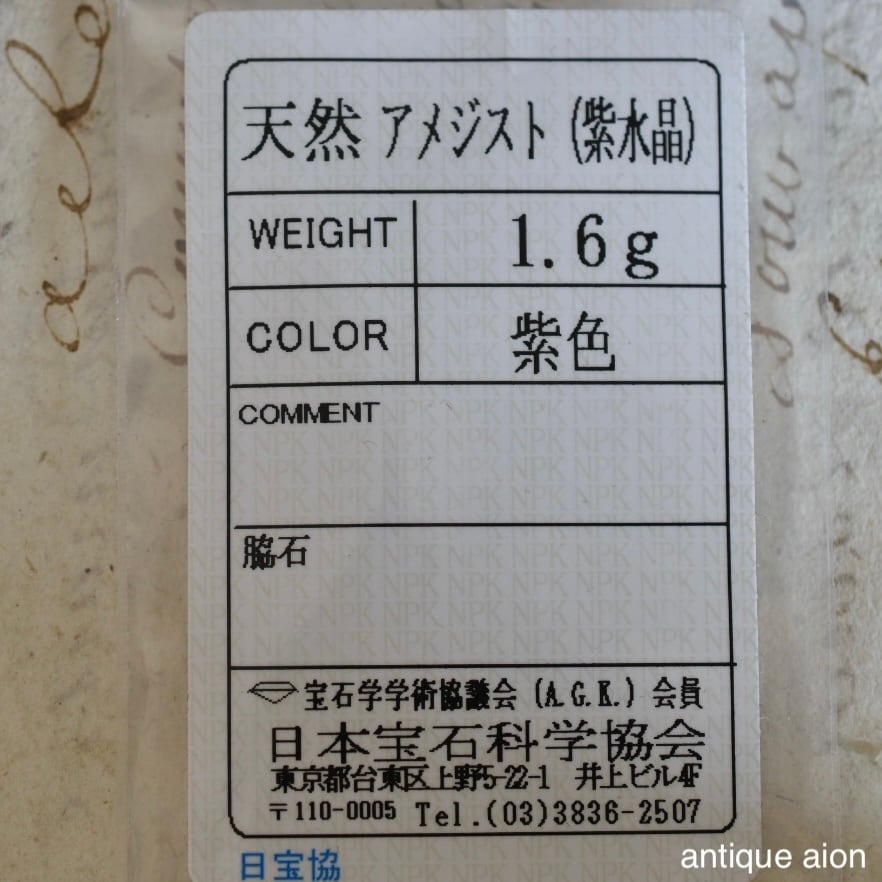 天然 アメジスト (紫水晶)
WEIGHT 1.6g
COLOR 紫色
COMMENT
脇石
宝石学学術協議会 (A.G.K.) 会員
日本宝石科学協会
東京都台東区上野5-22-1 井上ビル4F
〒110-0005 Tel.(03)3836-2507
日宝協
antique aion